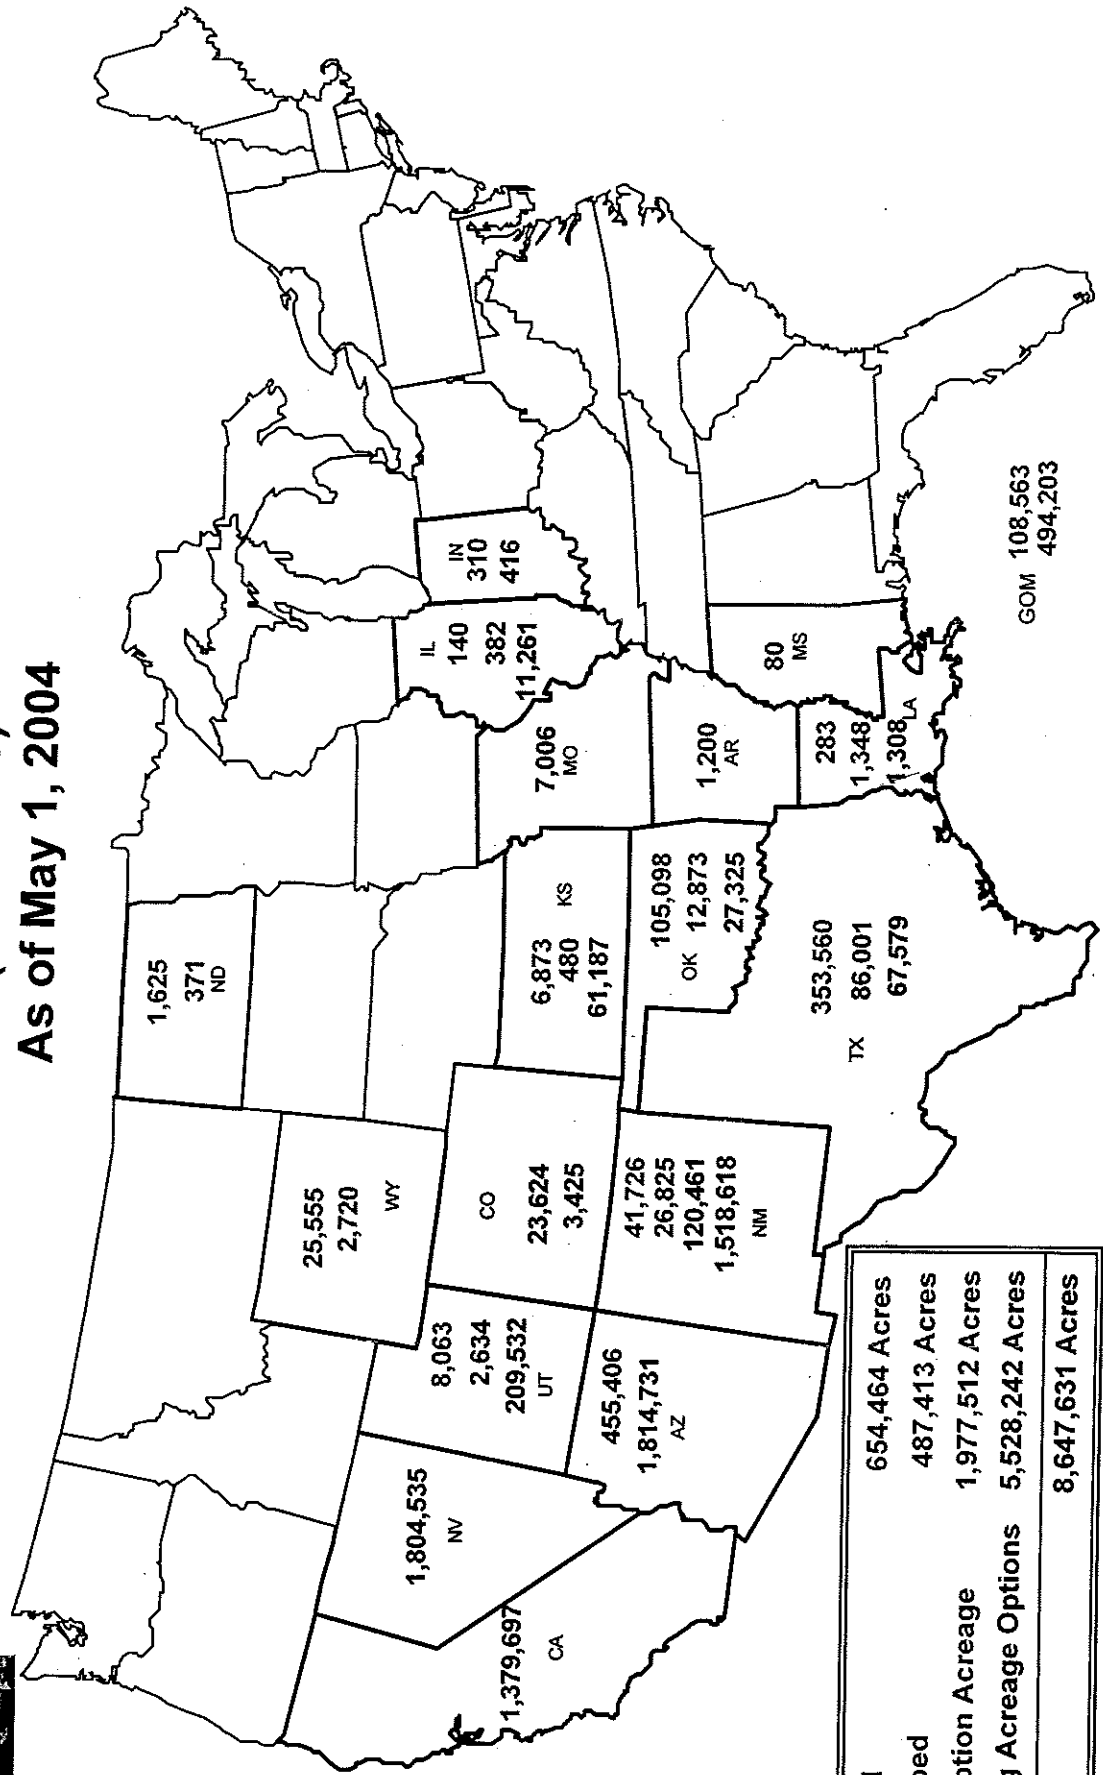 As of May 1, 2004
1,625
371
ND
25,555
2,720
WY
8,063
2,634
209,532
UT
1,804,535
NV
1,379,697
CA
CO
23,624
3,425
455,406
1,814,731
AZ
41,726
26,825
120,461
1,518,618
NM
6,873
480
61,187
KS
105,098
12,873
27,325
OK
353,560
86,001
67,579
TX
7,006
MO
1,200
AR
283
1,348
1,308
LA
IL
140
382
11,261
IN
310
416
80
MS
GOM 108,563
494,203
654,464 Acres
487,413 Acres
Acreage 1,977,512 Acres
Acreage Options 5,528,242 Acres
8,647,631 Acres